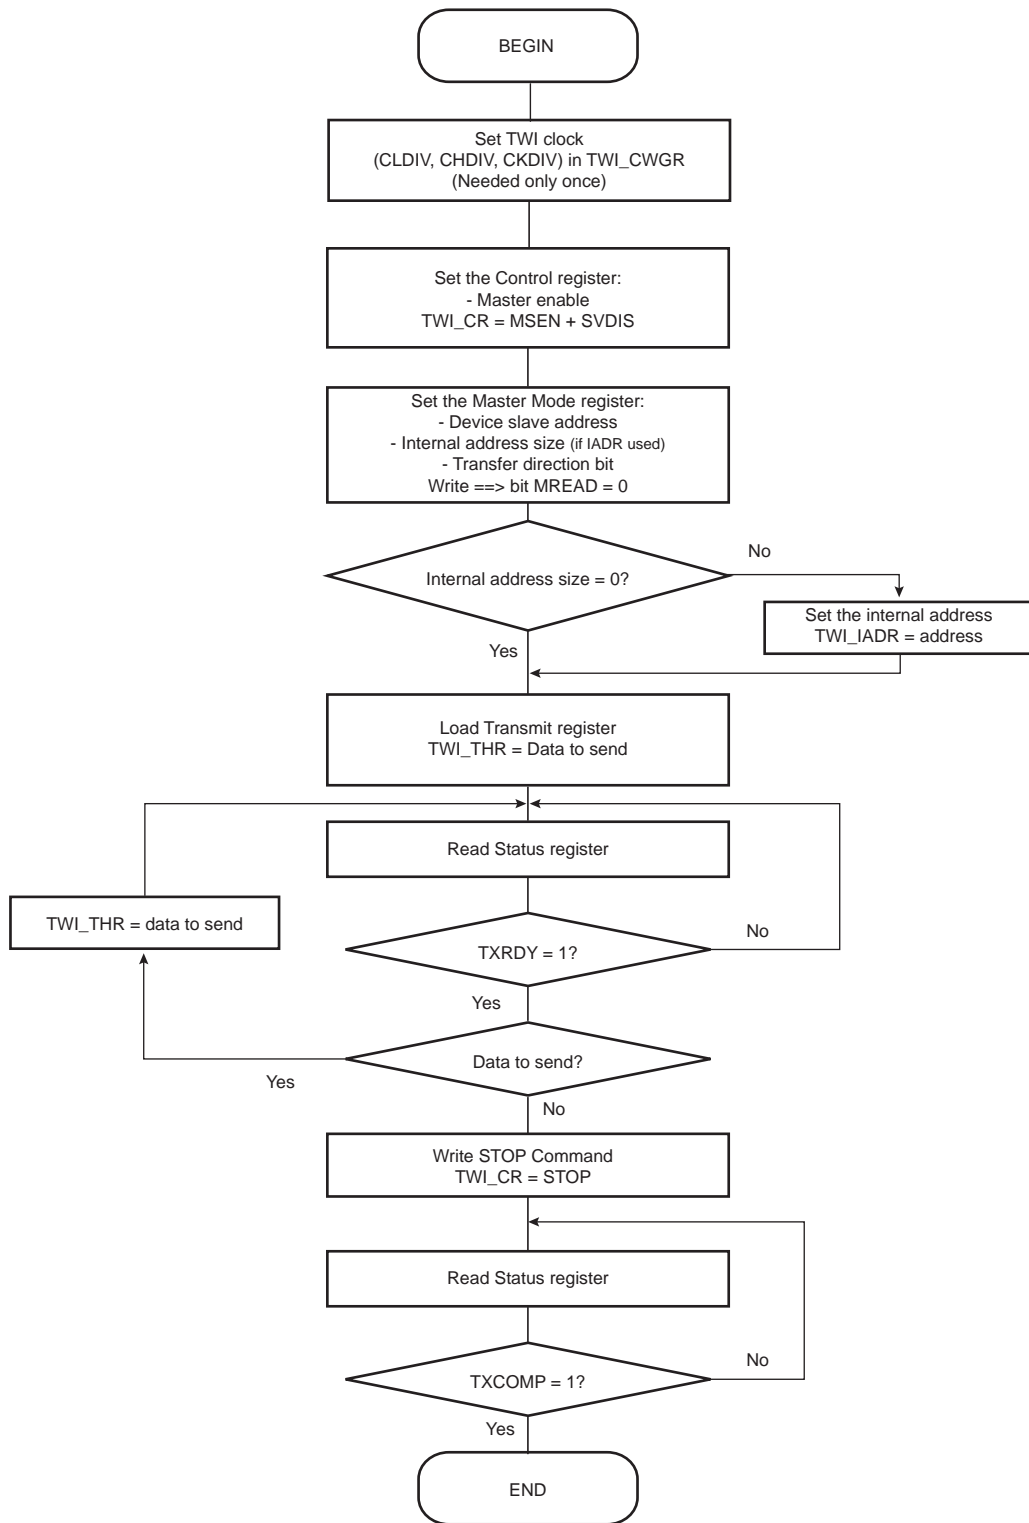 BEGIN
Set TWI clock
(CLDIV, CHDIV, CKDIV) in TWI_CWGR
(Needed only once)
Set the Control register:
- Master enable
TWI_CR = MSEN + SVDIS
Set the Master Mode register:
- Device slave address
- Internal address size (if IADR used)
- Transfer direction bit
Write ==> bit MREAD = 0
No
Internal address size = 0?
Set the internal address
TWI_IADR = address
Yes
Load Transmit register
TWI_THR = Data to send
Read Status register
TWI_THR = data to send
No
TXRDY = 1?
Yes
Data to send?
Yes
No
Write STOP Command
TWI_CR = STOP
Read Status register
No
TXCOMP = 1?
Yes
END